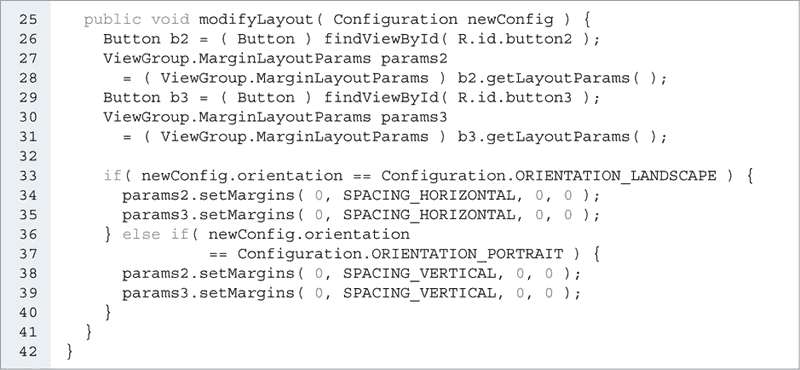 25 public void modifyLayout( Configuration newConfig ) {
26 Button b2 = ( Button ) findViewById( R.id.button2 );
27 ViewGroup.MarginLayoutParams params2
28 = ( ViewGroup.MarginLayoutParams ) b2.getLayoutParams( );
29 Button b3 = ( Button ) findViewById( R.id.button3 );
30 ViewGroup.MarginLayoutParams params3
31 = ( ViewGroup.MarginLayoutParams ) b3.getLayoutParams( );
32
33 if( newConfig.orientation == Configuration.ORIENTATION_LANDSCAPE ) {
34 params2.setMargins( 0, SPACING_HORIZONTAL, 0, 0 );
35 params3.setMargins( 0, SPACING_HORIZONTAL, 0, 0 );
36 } else if( newConfig.orientation
37 == Configuration.ORIENTATION_PORTRAIT ) {
38 params2.setMargins( 0, SPACING_VERTICAL, 0, 0 );
39 params3.setMargins( 0, SPACING_VERTICAL, 0, 0 );
40 }
41 }
42 }